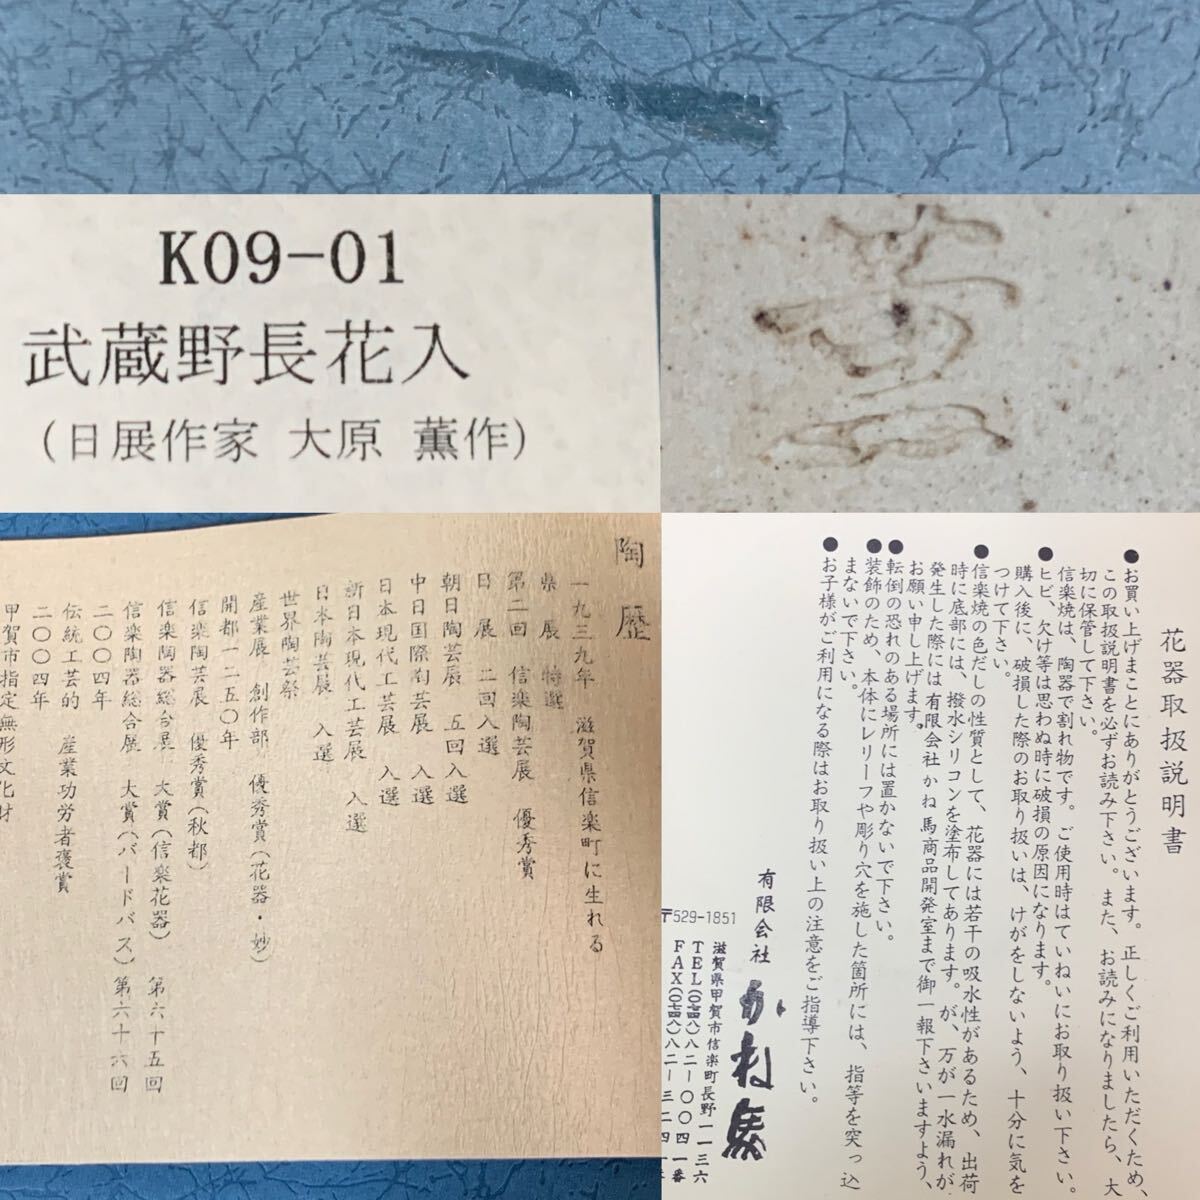 K09-01
武蔵野長花入
(日展作家 大原 薫作)
薫
陶歴
一九三九年 滋賀県信楽町に生れる
県展 特選
第二回 信楽陶芸展 優秀賞
日展 二回入選
朝日陶芸展 五回入選
中日国際陶芸展 入選
日本現代工芸展 入選
新日本現代工芸展 入選
日本陶芸展 入選
世界陶芸祭
産業展 創作部 優秀賞(花器・妙)
開都一二五〇年
信楽陶芸展 優秀賞(秋都)
信楽陶器総合展 大賞(信楽花器) 第六十五回
信楽陶器総合展 大賞(バードバス) 第六十六回
二〇〇四年
伝統工芸的 産業功労者褒賞
二〇〇四年
甲賀市指定無形文化財
花器取扱説明書
●お買い上げまことにありがとうございます。正しくご利用いただくため、
この取扱説明書を必ずお読み下さい。また、お読みになりましたら、大
切に保管して下さい。
信楽焼は、陶器で割れ物です。ご使用時はていねいにお取り扱い下さい。
●ヒビ、欠け等は思わぬ時に破損の原因になります。
購入後に、破損した際のお取り扱いは、けがをしないよう、十分に気を
つけて下さい。
●信楽焼の色だしの性質として、花器には若干の吸水性があるため、出荷
時に底部には、撥水シリコンを塗布してあります。が、万が一水漏れが
発生した際には 有限会社 かね馬商品開発室まで御一報下さいますよう、
お願い申し上げます。
●転倒の恐れのある場所には置かないで下さい。
●装飾のため、本体にレリーフや彫り穴を施した箇所には、指等を突っ込
まないで下さい。
●お子様がご利用になる際はお取り扱い上の注意をご指導下さい。
有限会社 かね馬
〒529-1851
滋賀県甲賀市信楽町長野一一三六
TEL(〇七四八)八二ー〇〇四一番
FAX(〇七四八)八二ー三二四一番